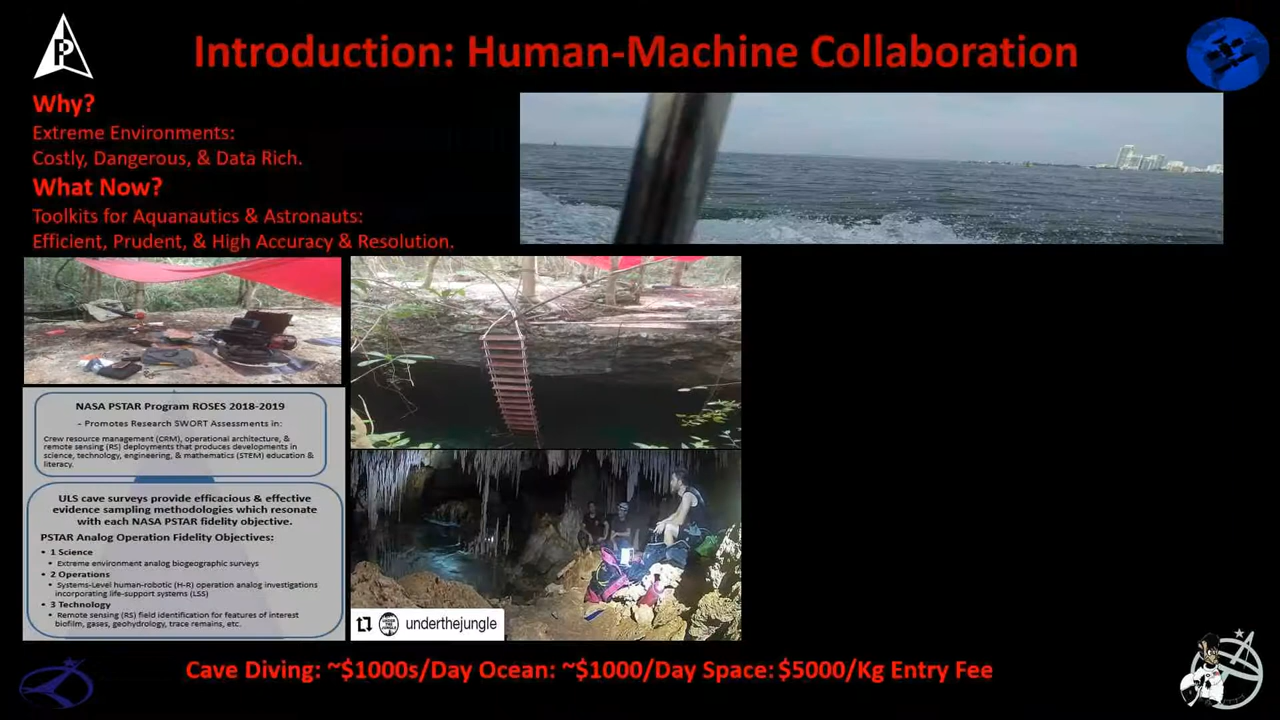 Introduction: Human-Machine Collaboration
Why?
Extreme Environments:
Costly, Dangerous, & Data Rich.
What Now?
Toolkits for Aquanautics & Astronauts:
Efficient, Prudent, & High Accuracy & Resolution.
NASA PSTAR Program ROSES 2018-2019
- Promotes Research SWORT Assessments in:
Crew resource management (CRM), operational architecture, &
remote sensing (RS) deployments that produces developments in
science, technology, engineering, & mathematics (STEM) education &
literacy.
ULS cave surveys provide efficacious & effective
evidence sampling methodologies which resonate
with each NASA PSTAR fidelity objective.
PSTAR Analog Operation Fidelity Objectives:
• 1 Science
• Extreme environment analog biogeographic surveys
• 2 Operations
• Systems-Level human-robotic (H-R) operation analog investigations
incorporating life-support systems (LSS)
• 3 Technology
• Remote sensing (RS) field identification for features of interest
biofilm, gases, geohydrology, trace remains, etc.
underthejungle
Cave Diving: ~$1000s/Day Ocean: ~$1000/Day Space: $5000/Kg Entry Fee